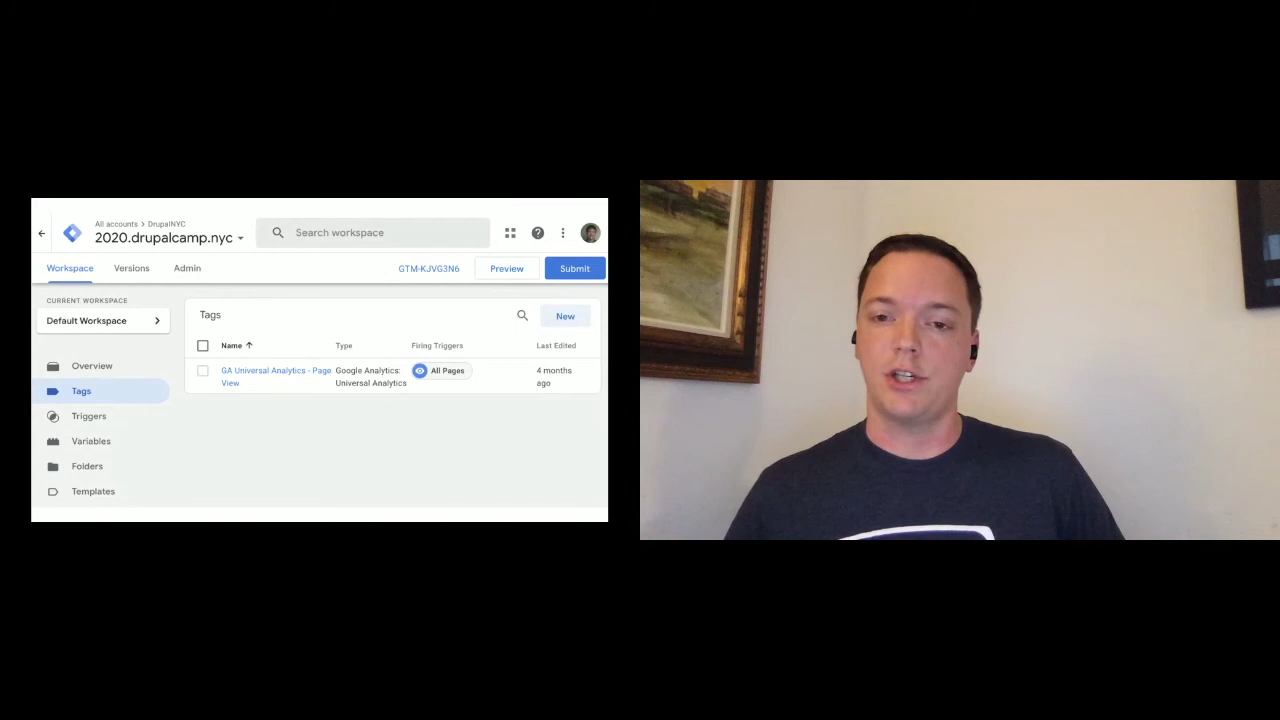 All accounts > DrupalNYC
2020.drupalcamp.nyc
Search workspace
Workspace
Versions
Admin
GTM-KJVG3N6
Preview
Submit
CURRENT WORKSPACE
Default Workspace
Overview
Tags
Triggers
Variables
Folders
Templates
Tags
New
Name
Type
Firing Triggers
Last Edited
GA Universal Analytics - Page
View
Google Analytics:
Universal Analytics
All Pages
4 months
ago